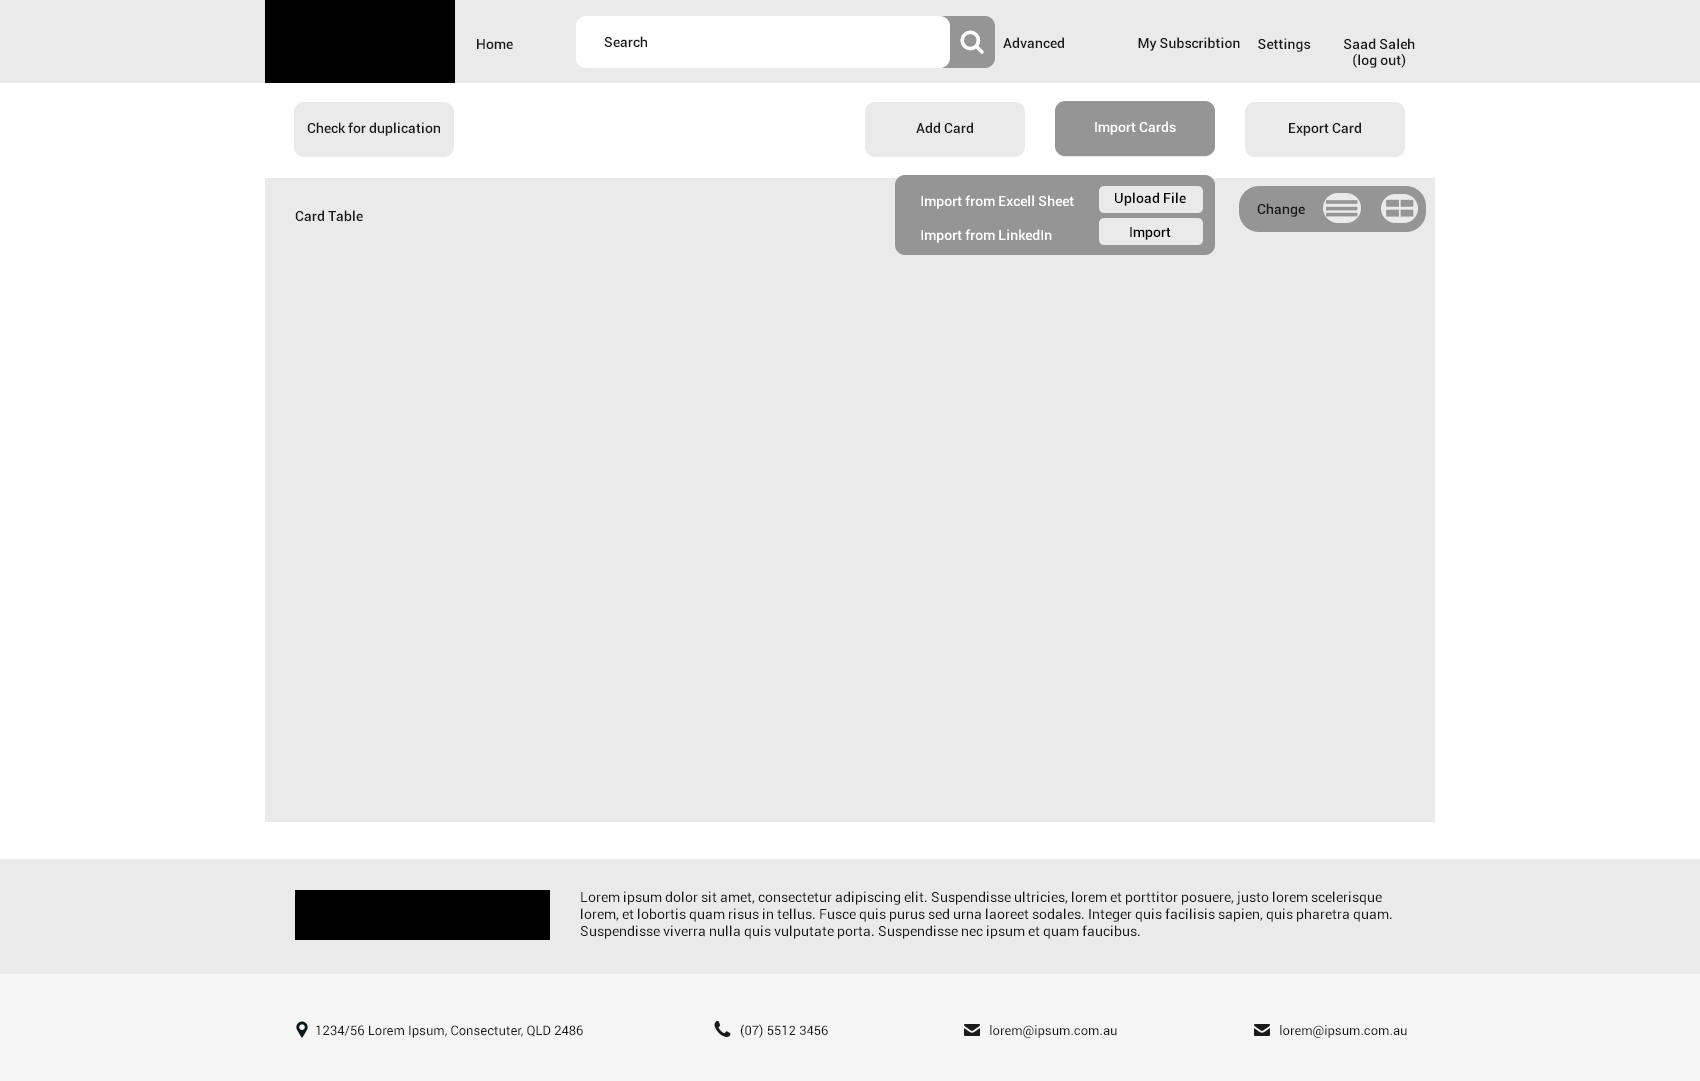 Home
Search
Advanced
My Subscribtion
Settings
Saad Saleh
(log out)
Check for duplication
Add Card
Import Cards
Export Card
Card Table
Import from Excell Sheet
Upload File
Import from LinkedIn
Import
Change
Lorem ipsum dolor sit amet, consectetur adipiscing elit. Suspendisse ultricies, lorem et porttitor posuere, justo lorem scelerisque
lorem, et lobortis quam risus in tellus. Fusce quis purus sed urna laoreet sodales. Integer quis facilisis sapien, quis pharetra quam.
Suspendisse viverra nulla quis vulputate porta. Suspendisse nec ipsum et quam faucibus.
1234/56 Lorem Ipsum, Consectuter, QLD 2486
(07) 5512 3456
lorem@ipsum.com.au
lorem@ipsum.com.au